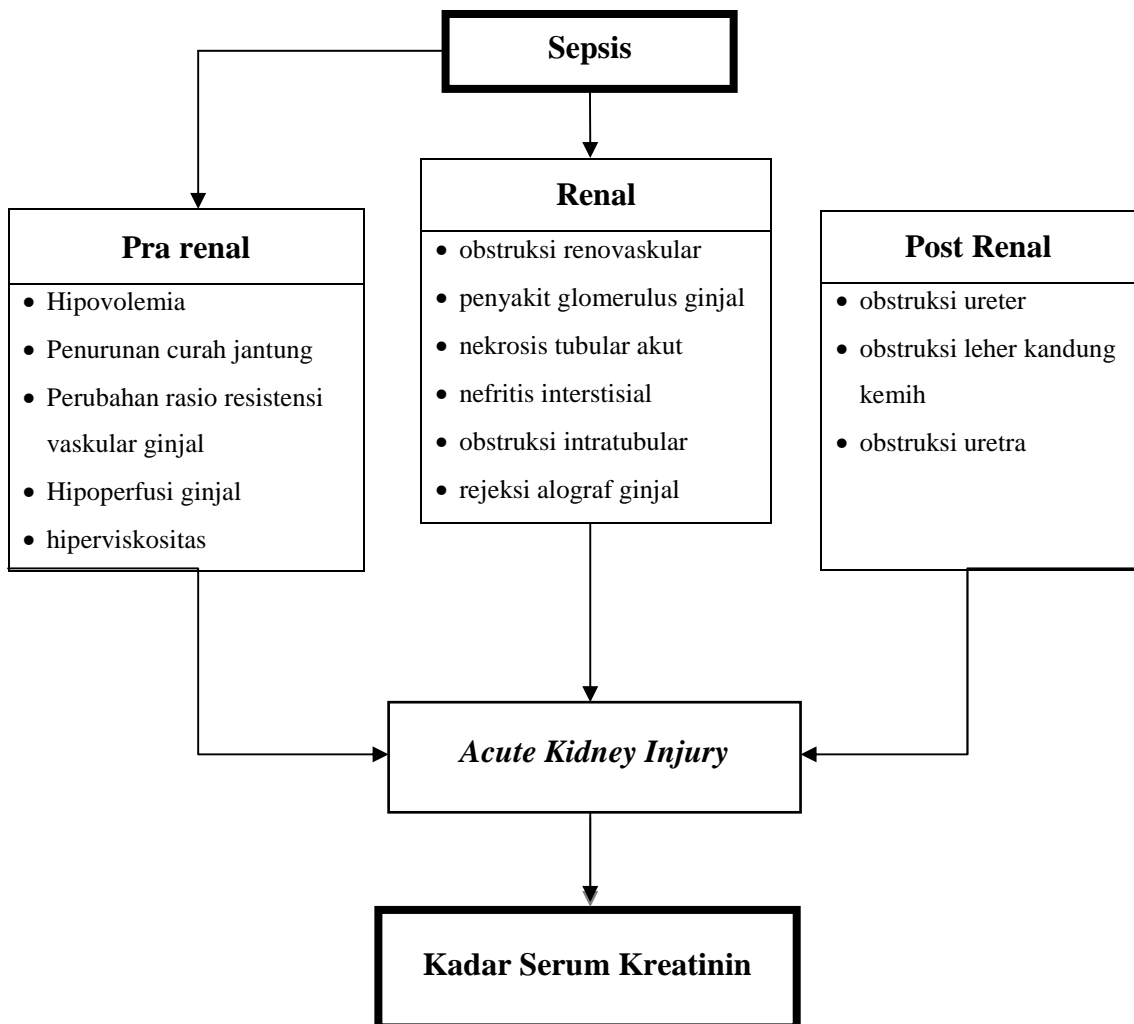 Sepsis
Pra renal
• Hipovolemia
• Penurunan curah jantung
• Perubahan rasio resistensi
vaskular ginjal
• Hipoperfusi ginjal
• hiperviskositas
Renal
• obstruksi renovaskular
• penyakit glomerulus ginjal
• nekrosis tubular akut
• nefritis interstisial
• obstruksi intratubular
• rejeksi alograf ginjal
Post Renal
• obstruksi ureter
• obstruksi leher kandung
kemih
• obstruksi uretra
Acute Kidney Injury
Kadar Serum Kreatinin